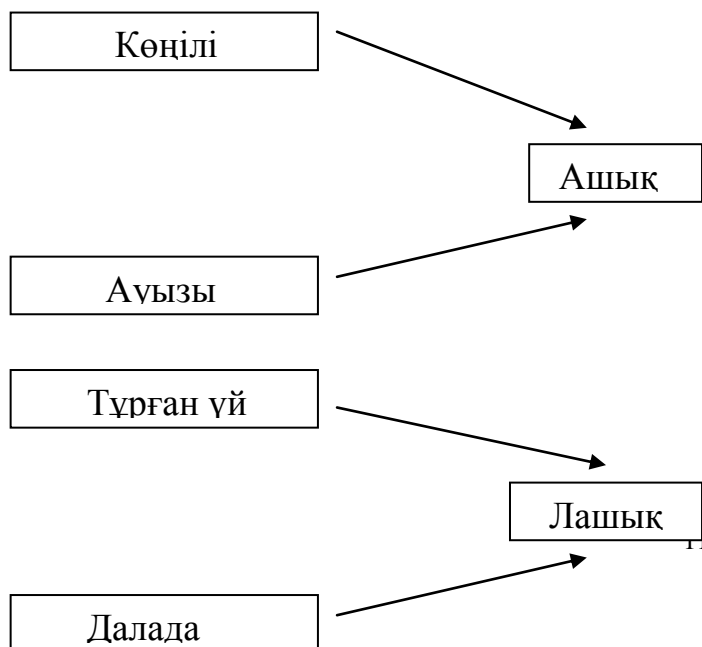 Көңілі
Ашық
Ауызы
Тұрған үй
Лашық
Далада